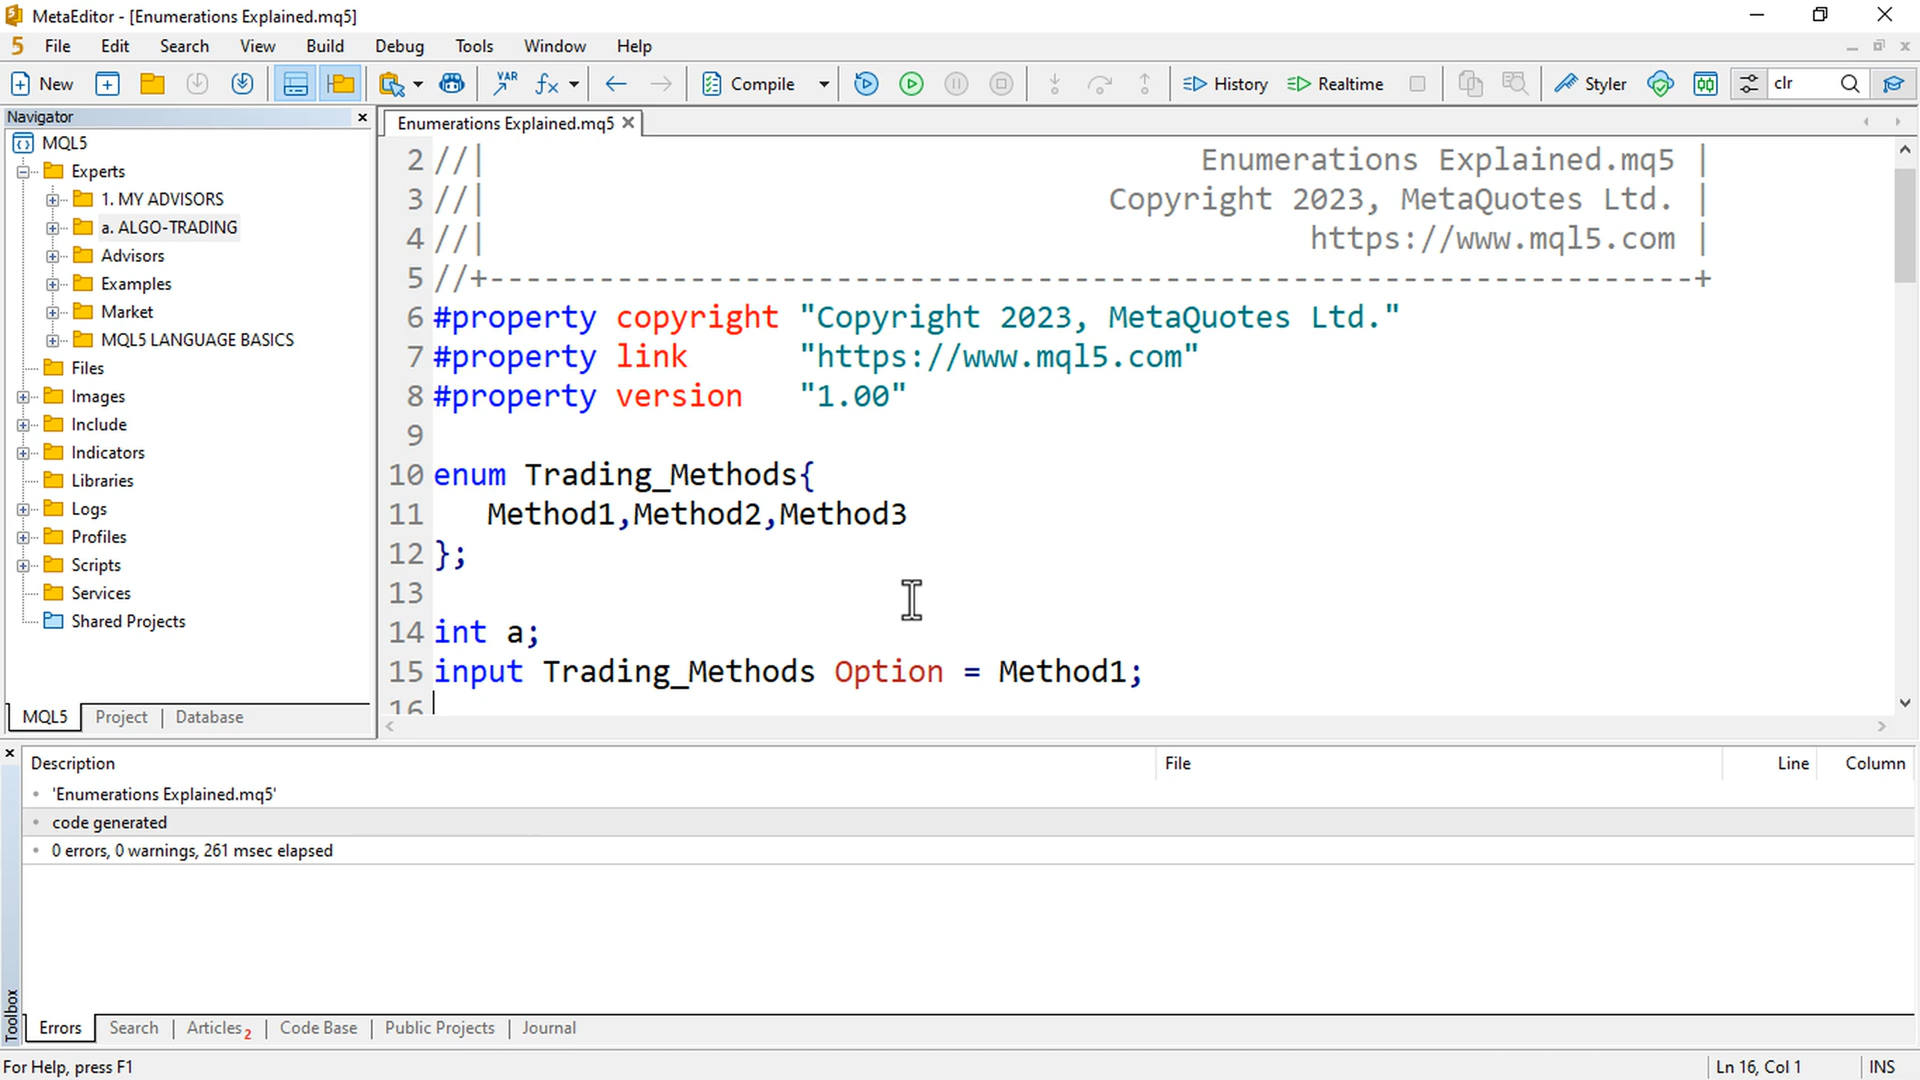 MetaEditor - [Enumerations Explained.mq5]
5 File Edit Search View Build Debug Tools Window Help
New VAR Compile History Realtime Styler clr
Navigator
MQL5
Experts
1. MY ADVISORS
a. ALGO-TRADING
Advisors
Examples
Market
MQL5 LANGUAGE BASICS
Files
Images
Include
Indicators
Libraries
Logs
Profiles
Scripts
Services
Shared Projects
MQL5 Project Database
Enumerations Explained.mq5
2 //| Enumerations Explained.mq5 |
3 //| Copyright 2023, MetaQuotes Ltd. |
4 //| https://www.mql5.com |
5 //+------------------------------------------------------------------+
6 #property copyright "Copyright 2023, MetaQuotes Ltd."
7 #property link "https://www.mql5.com"
8 #property version "1.00"
9
10 enum Trading_Methods{
11 Method1,Method2,Method3
12 };
13
14 int a;
15 input Trading_Methods Option = Method1;
16
Description File Line Column
'Enumerations Explained.mq5'
code generated
0 errors, 0 warnings, 261 msec elapsed
Toolbox
Errors Search Articles 2 Code Base Public Projects Journal
For Help, press F1 Ln 16, Col 1 INS